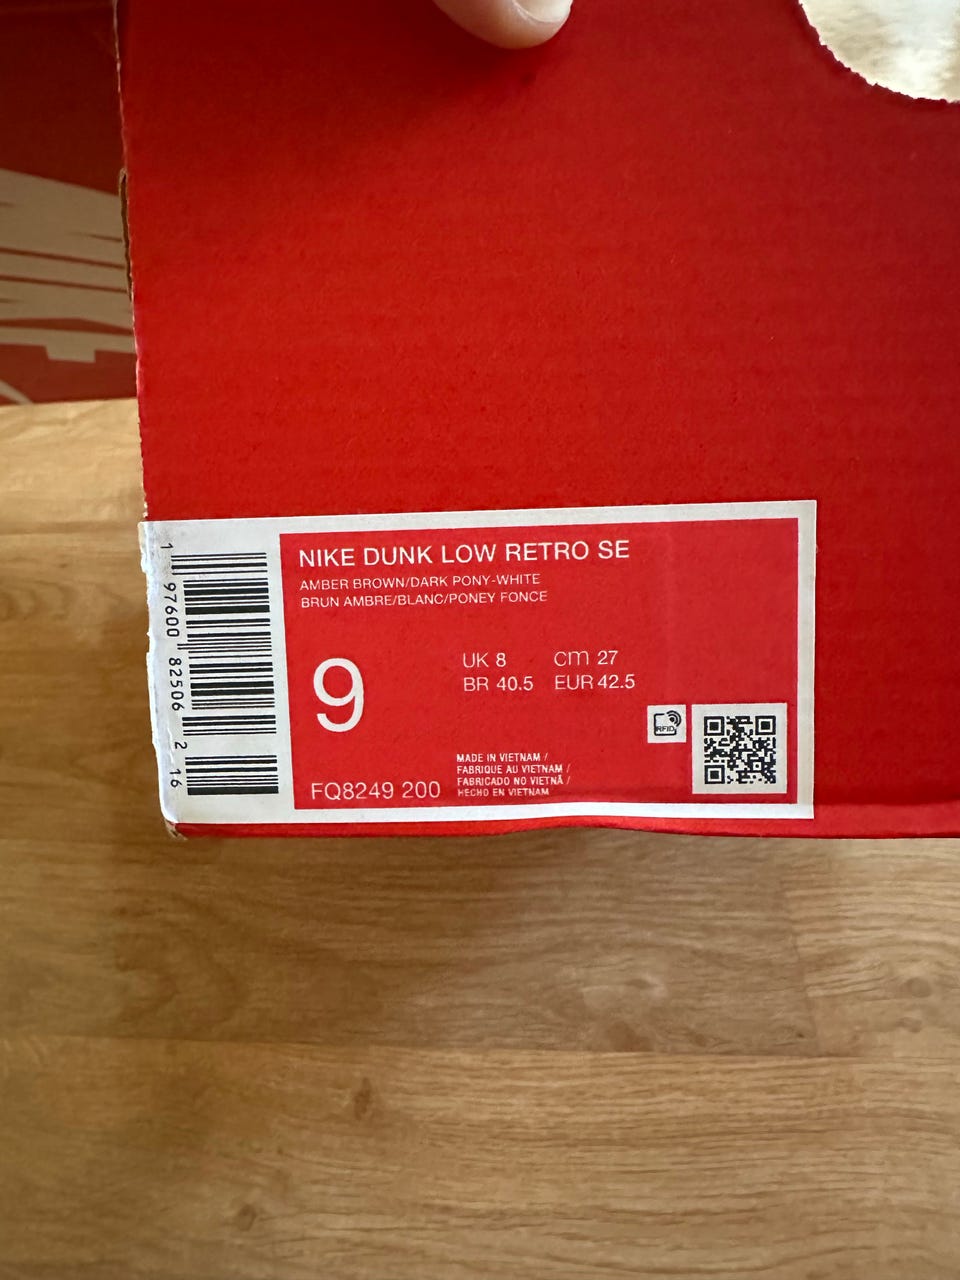 NIKE DUNK LOW RETRO SE
AMBER BROWN/DARK PONY-WHITE
BRUN AMBRE/BLANC/PONEY FONCE
9
UK 8 cm 27
BR 40.5 EUR 42.5
RFID
MADE IN VIETNAM /
FABRIQUE AU VIETNAM /
FABRICADO NO VIETNÃ /
HECHO EN VIETNAM
FQ8249 200
1 97600 82506 2 16